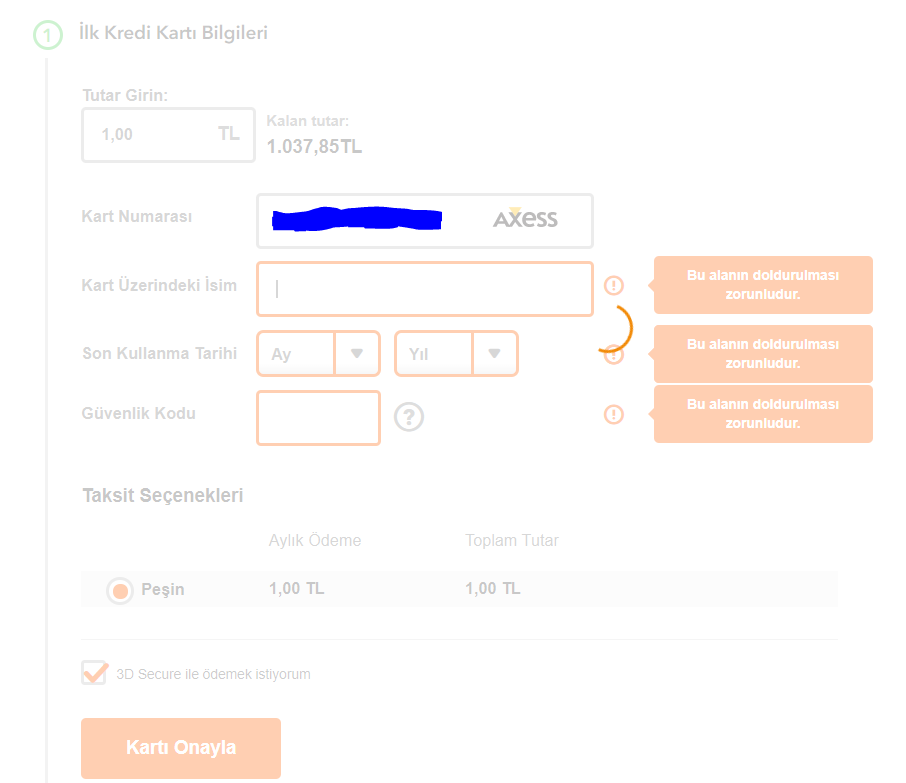 1 İlk Kredi Kartı Bilgileri
Tutar Girin:
1,00 TL
Kalan tutar:
1.037,85TL
Kart Numarası
AXESS
Kart Üzerindeki İsim
Bu alanın doldurulması
zorunludur.
Son Kullanma Tarihi
Ay
Yıl
Bu alanın doldurulması
zorunludur.
Güvenlik Kodu
?
Bu alanın doldurulması
zorunludur.
Taksit Seçenekleri
Aylık Ödeme Toplam Tutar
Peşin 1,00 TL 1,00 TL
3D Secure ile ödemek istiyorum
Kartı Onayla